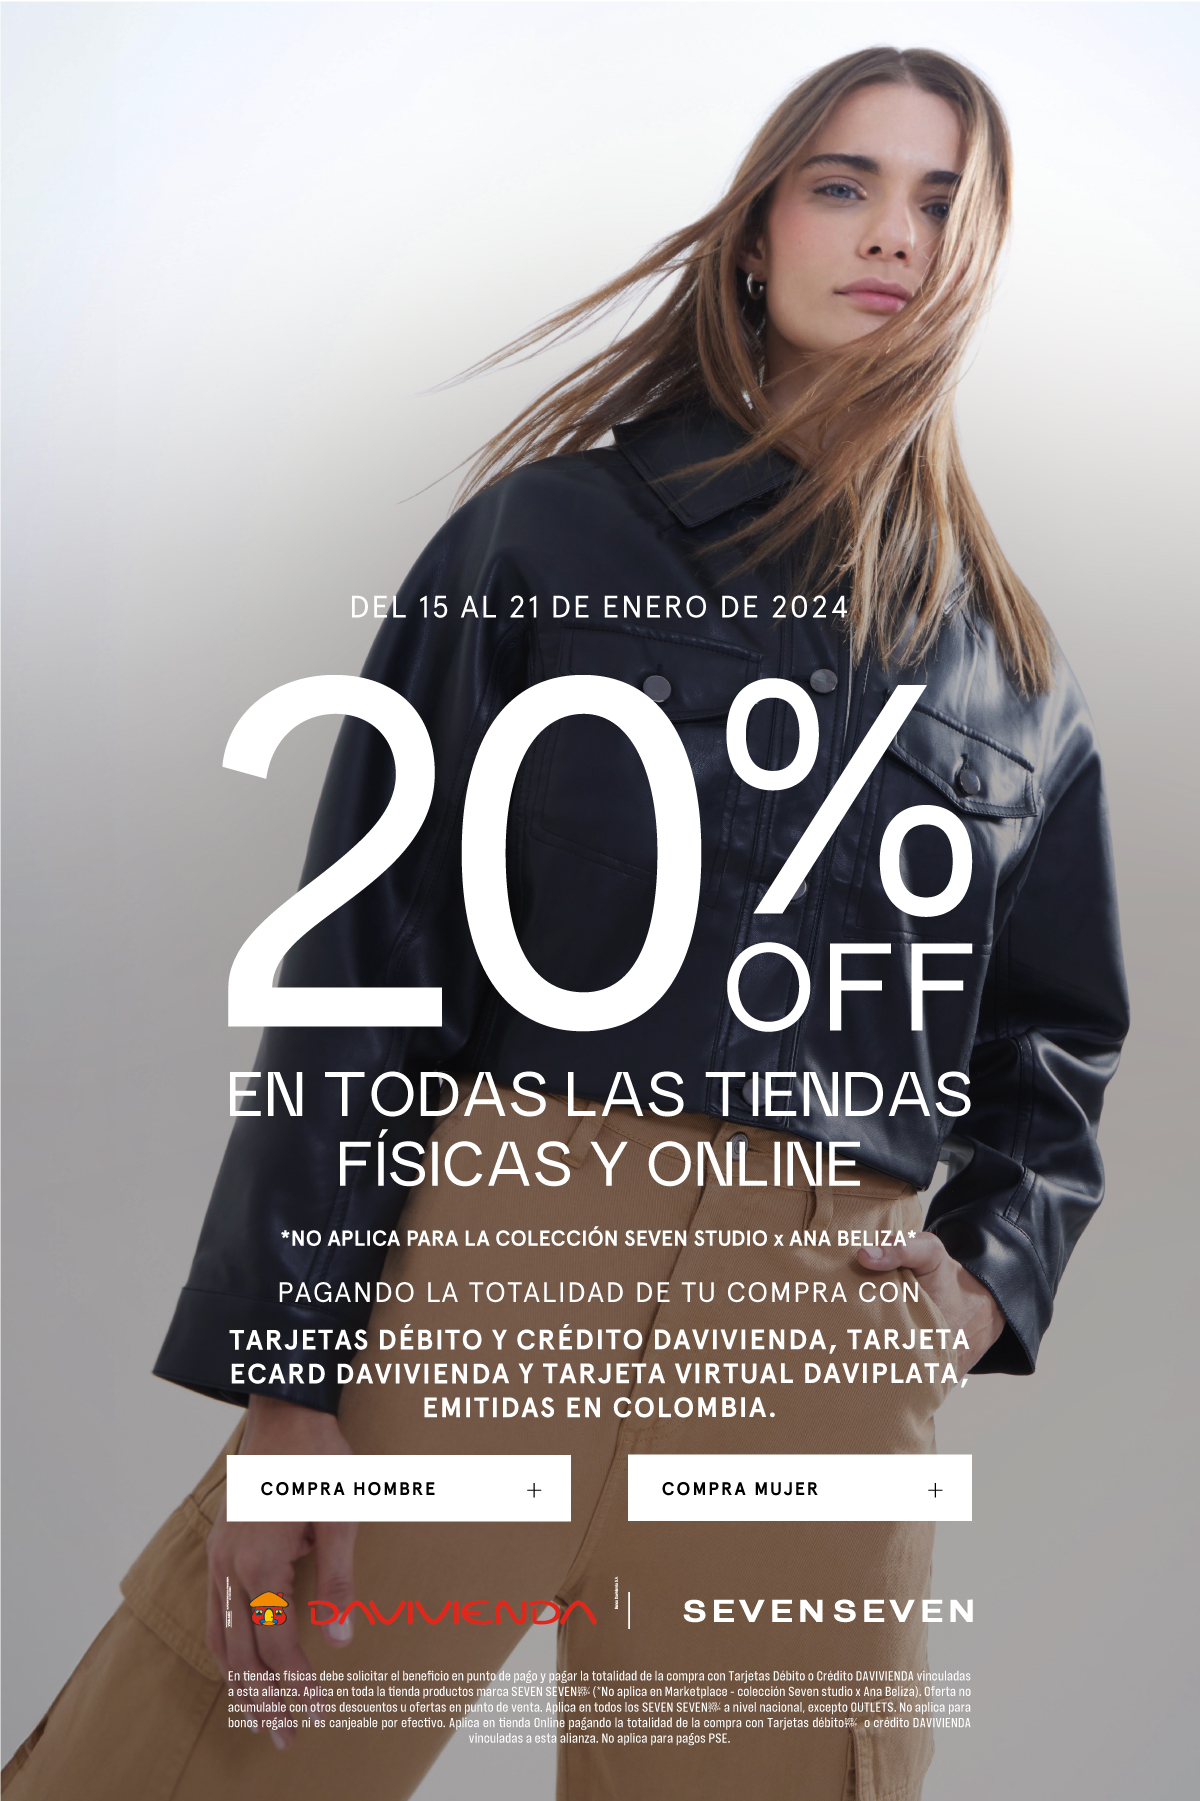 DEL 15 AL 21 DE ENERO DE 2024
20%
OFF
EN TODAS LAS TIENDAS
FÍSICAS Y ONLINE
*NO APLICA PARA LA COLECCIÓN SEVEN STUDIO x ANA BELIZA*
PAGANDO LA TOTALIDAD DE TU COMPRA CON
TARJETAS DÉBITO Y CRÉDITO DAVIVIENDA, TARJETA
ECARD DAVIVIENDA Y TARJETA VIRTUAL DAVIPLATA,
EMITIDAS EN COLOMBIA.
COMPRA HOMBRE +
COMPRA MUJER +
DAVIVIENDA
SEVEN SEVEN
En tiendas físicas debe solicitar el beneficio en punto de pago y pagar la totalidad de la compra con Tarjetas Débito o Crédito DAVIVIENDA vinculadas
a esta alianza. Aplica en toda la tienda productos marca SEVEN SEVEN (*No aplica en Marketplace - colección Seven studio x Ana Beliza). Oferta no
acumulable con otros descuentos u ofertas en punto de venta. Aplica en todos los SEVEN SEVEN a nivel nacional, excepto OUTLETS. No aplica para
bonos regalos ni es canjeable por efectivo. Aplica en tienda Online pagando la totalidad de la compra con Tarjetas débito o crédito DAVIVIENDA
vinculadas a esta alianza. No aplica para pagos PSE.